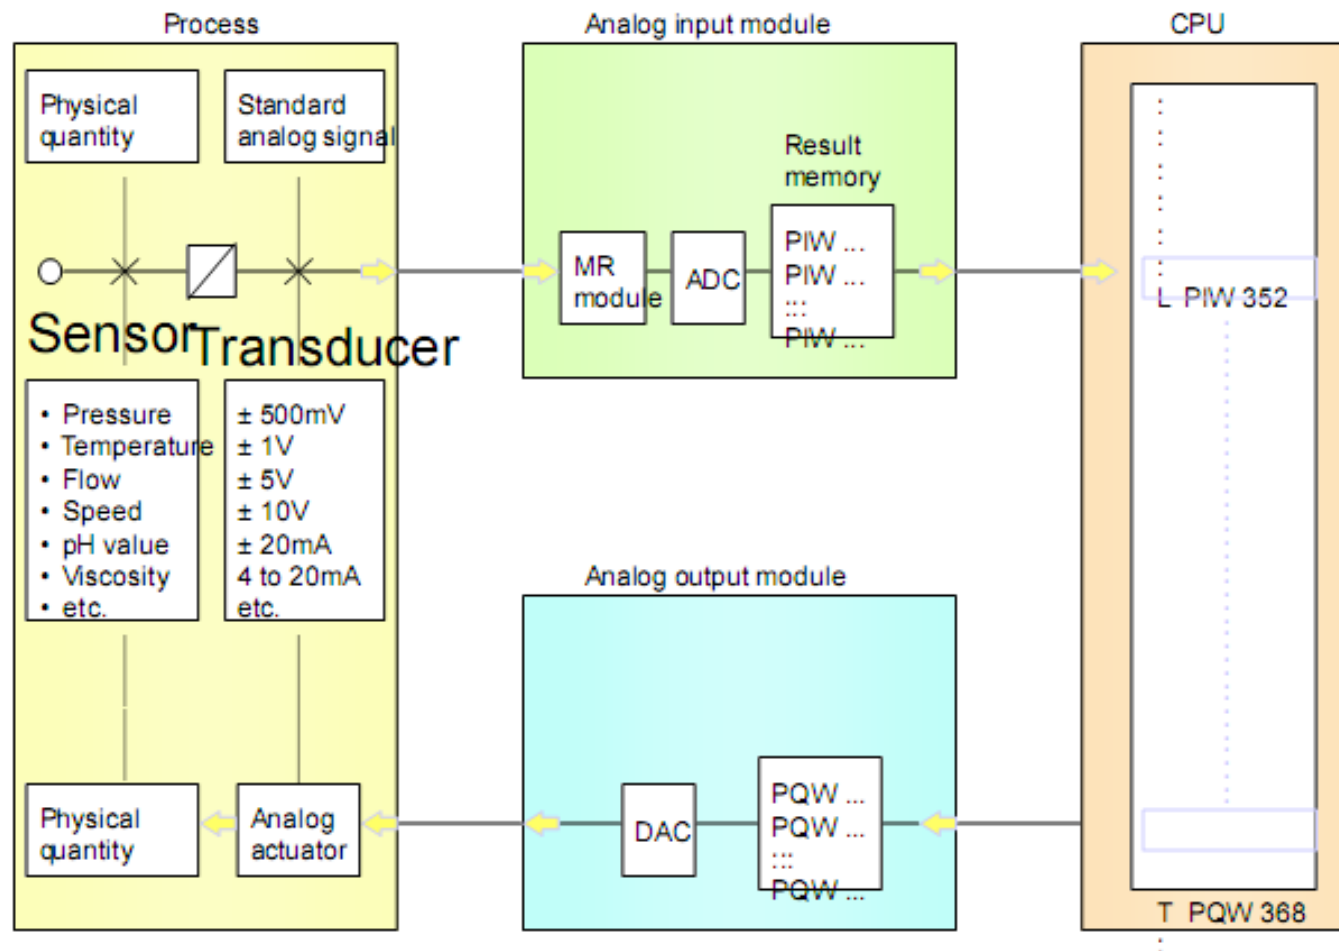 Process
Physical
quantity
Standard
analog signal
Sensor
Transducer
• Pressure
• Temperature
• Flow
• Speed
• pH value
• Viscosity
• etc.
± 500mV
± 1V
± 5V
± 10V
± 20mA
4 to 20mA
etc.
Physical
quantity
Analog
actuator
Analog input module
MR
module
ADC
Result
memory
PIW ...
PIW ...
:::
PIW ...
Analog output module
DAC
PQW ...
PQW ...
:::
PQW ...
CPU
:
:
:
:
:
:
L PIW 352
T PQW 368
: